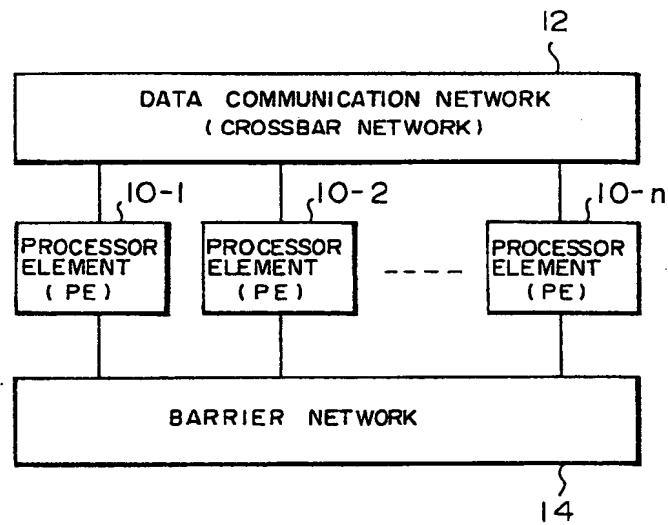 12
DATA COMMUNICATION NETWORK
(CROSSBAR NETWORK)
10-1
10-2
10-n
PROCESSOR
ELEMENT
(PE)
PROCESSOR
ELEMENT
(PE)
PROCESSOR
ELEMENT
(PE)
BARRIER NETWORK
14